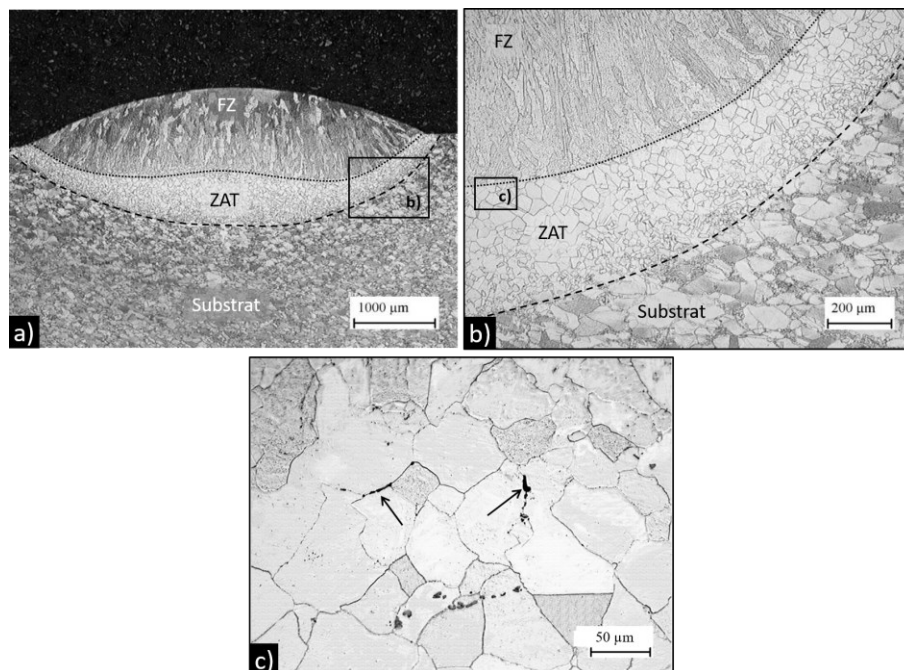 FZ
ZAT
b)
Substrat
1000 µm
a)
FZ
c)
ZAT
Substrat
200 µm
b)
50 µm
c)